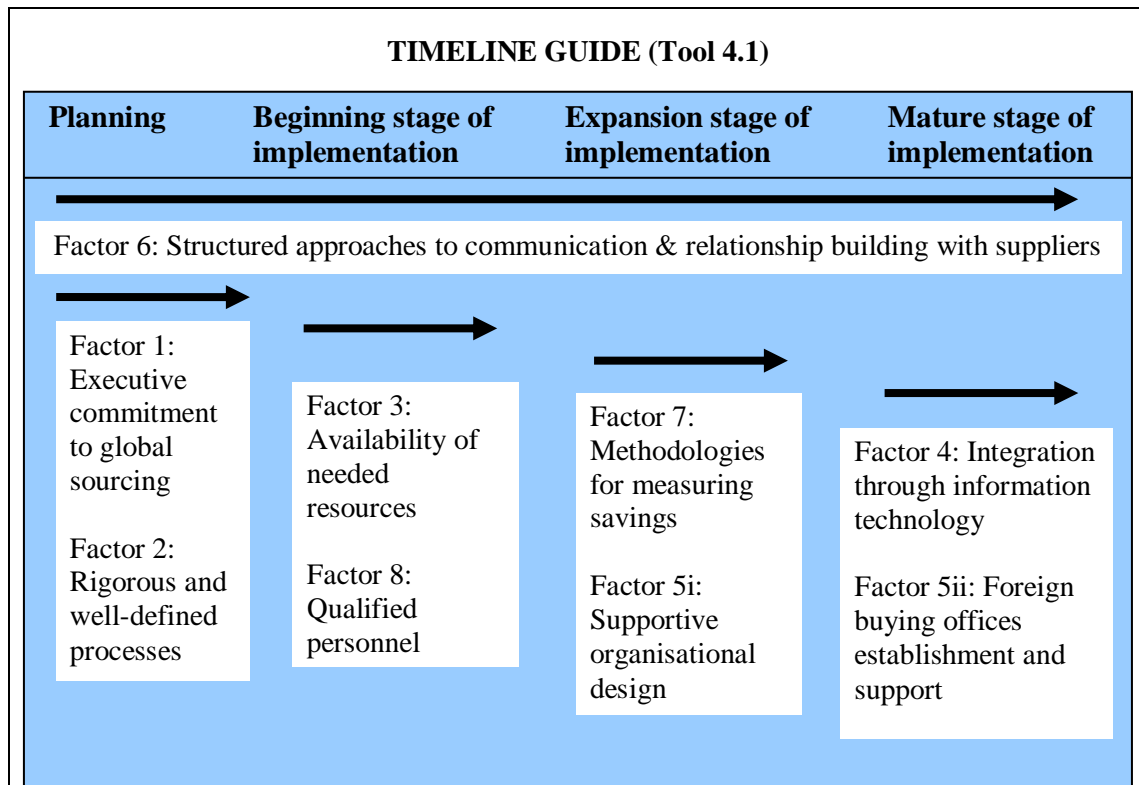 TIMELINE GUIDE (Tool 4.1)
Planning
Beginning stage of
implementation
Expansion stage of
implementation
Mature stage of
implementation
Factor 6: Structured approaches to communication & relationship building with suppliers
Factor 1:
Executive
commitment
to global
sourcing
Factor 2:
Rigorous and
well-defined
processes
Factor 3:
Availability of
needed
resources
Factor 8:
Qualified
personnel
Factor 7:
Methodologies
for measuring
savings
Factor 5i:
Supportive
organisational
design
Factor 4: Integration
through information
technology
Factor 5ii: Foreign
buying offices
establishment and
support